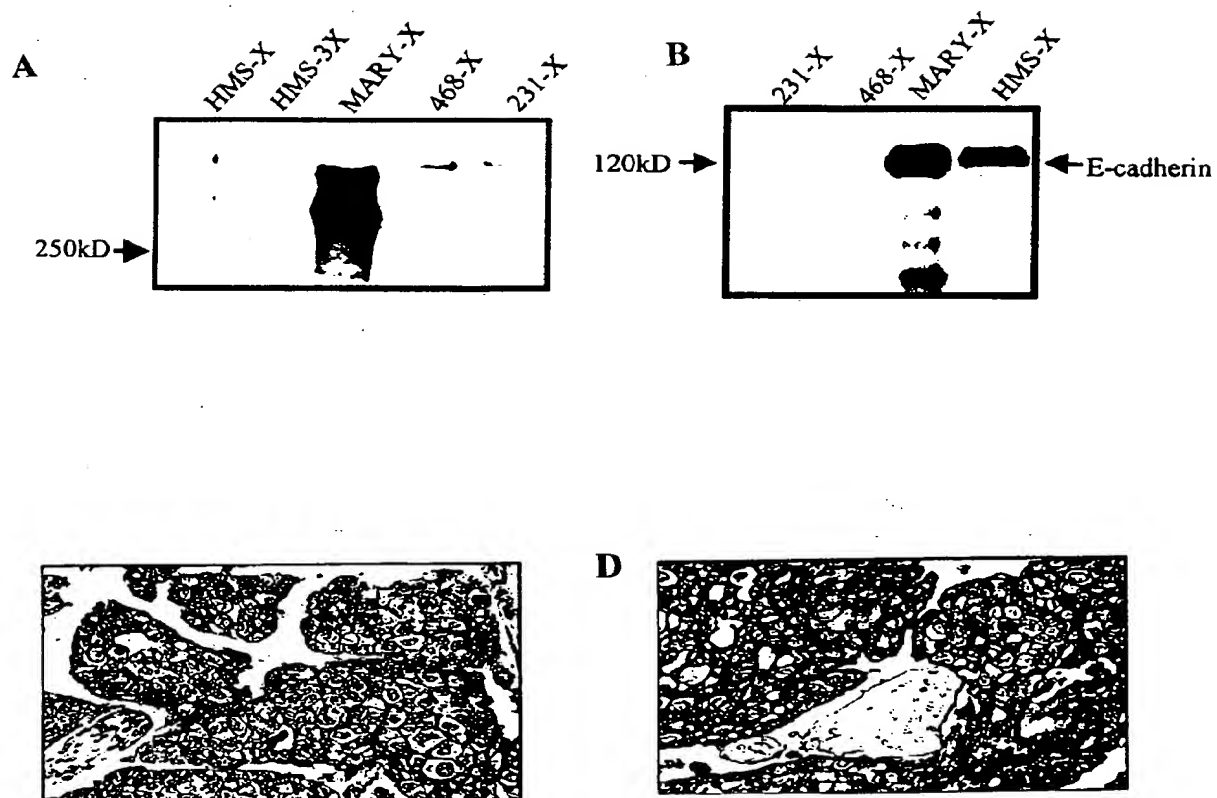 A
HMS-X
HMS-3X
MARY-X
468-X
231-X
250kD
B
231-X
468-X
MARY-X
HMS-X
120kD
E-cadherin
D